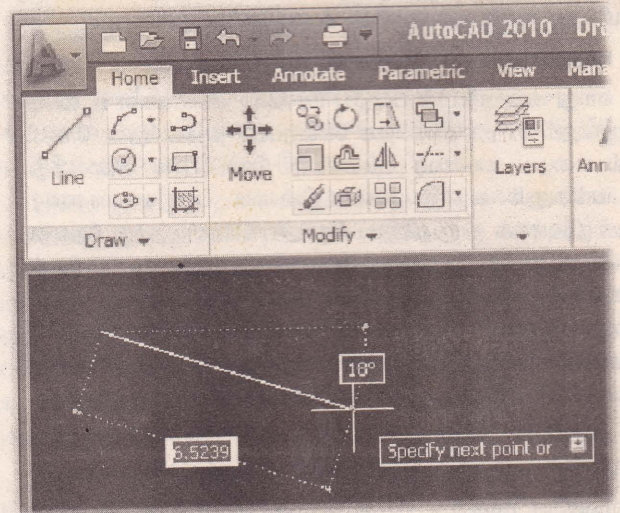 AutoCAD 2010
Home Insert Annotate Parametric View
Line
Move
Layers
Draw
Modify
18°
6.5239
Specify next point or